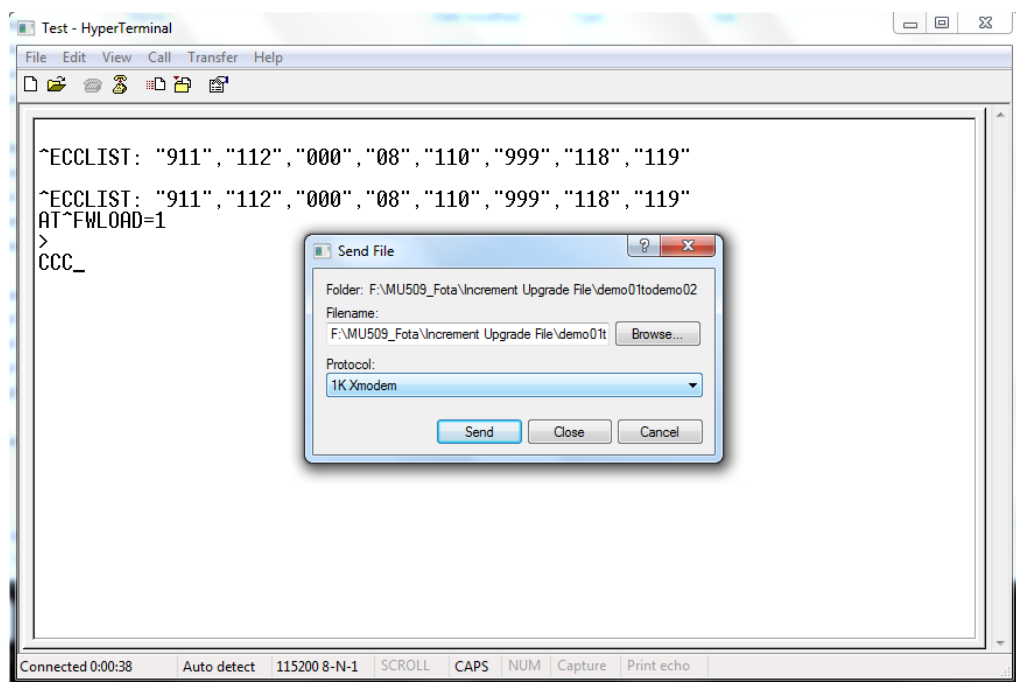 Test - HyperTerminal
File Edit View Call Transfer Help
^ECCLIST: "911","112","000","08","110","999","118","119"
^ECCLIST: "911","112","000","08","110","999","118","119"
AT^FWLOAD=1
>
CCC_
Send File
Folder: F:\MU509_Fota\Increment Upgrade File\demo01todemo02
Filename:
F:\MU509_Fota\Increment Upgrade File\demo01t Browse...
Protocol:
1K Xmodem
Send Close Cancel
Connected 0:00:38 Auto detect 115200 8-N-1 SCROLL CAPS NUM Capture Print echo